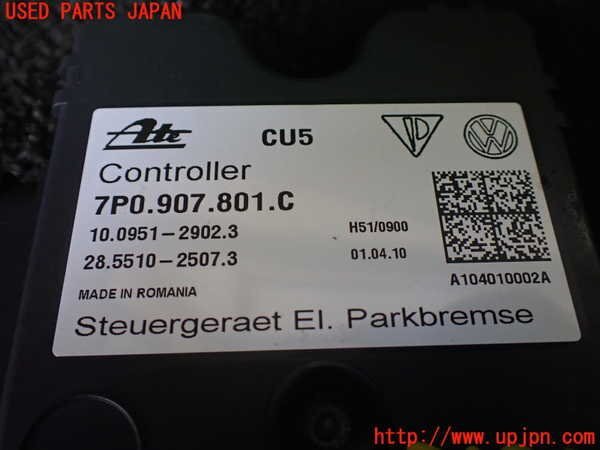 USED PARTS JAPAN
Ate CU5
Controller
7P0.907.801.C
10.0951-2902.3 H51/0900
28.5510-2507.3 01.04.10
A104010002A
MADE IN ROMANIA
Steuergeraet El. Parkbremse
(C)U-Parts http://www.upjpn.com/